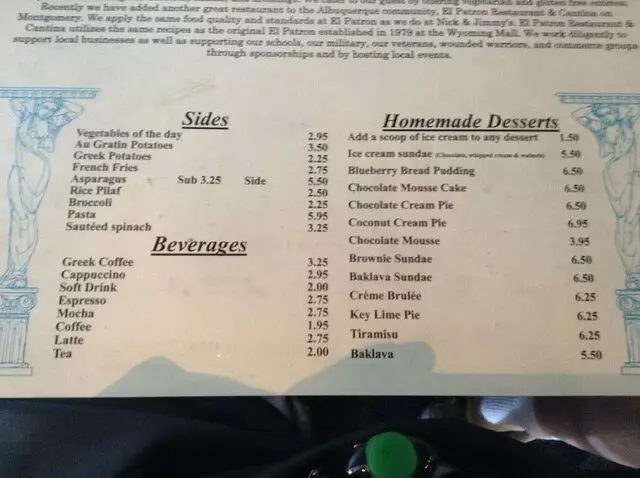 Recently we have added another great restaurant to the Albuquerque community, El Patron Restaurant & Cantina on
Montgomery. We apply the same food quality and standards at El Patron as we do at Nick & Jimmy's. El Patron Restaurant &
Cantina utilizes the same recipes as the original El Patron established in 1979 at the Wyoming Mall. We work diligently to
support local businesses as well as supporting our schools, our military, our veterans, wounded warriors, and commerce groups
through sponsorships and by hosting local events.
Sides
Vegetables of the day 2.95
Au Gratin Potatoes 3.50
Greek Potatoes 2.25
French Fries 2.75
Asparagus Sub 3.25 Side 5.50
Rice Pilaf 2.50
Broccoli 2.25
Pasta 5.95
Sautéed spinach 3.25
Beverages
Greek Coffee 3.25
Cappuccino 2.95
Soft Drink 2.00
Espresso 2.75
Mocha 2.75
Coffee 1.95
Latte 2.75
Tea 2.00
Homemade Desserts
Add a scoop of ice cream to any dessert 1.50
Ice cream sundae (Chocolate, whipped cream & walnuts) 5.50
Blueberry Bread Pudding 6.50
Chocolate Mousse Cake 6.50
Chocolate Cream Pie 6.50
Coconut Cream Pie 6.95
Chocolate Mousse 3.95
Brownie Sundae 6.50
Baklava Sundae 6.50
Crème Brulée 6.25
Key Lime Pie 6.25
Tiramisu 6.25
Baklava 5.50